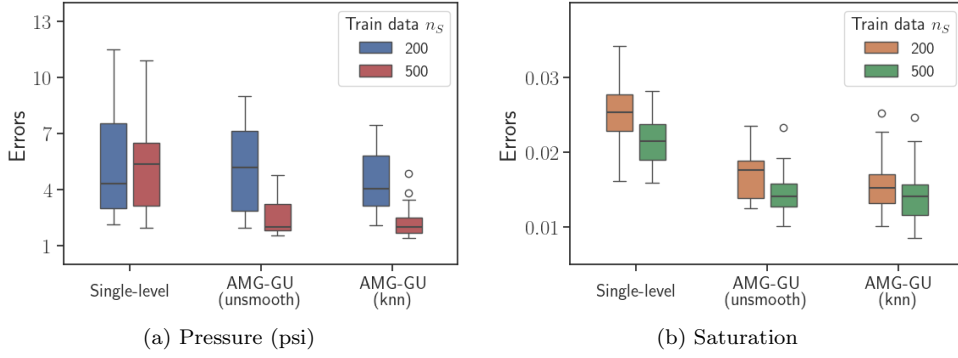 Errors
13
10
7
4
1
Train data n_S
200
500
Single-level
AMG-GU
(unsmooth)
AMG-GU
(knn)
(a) Pressure (psi)
Errors
0.03
0.02
0.01
Train data n_S
200
500
Single-level
AMG-GU
(unsmooth)
AMG-GU
(knn)
(b) Saturation